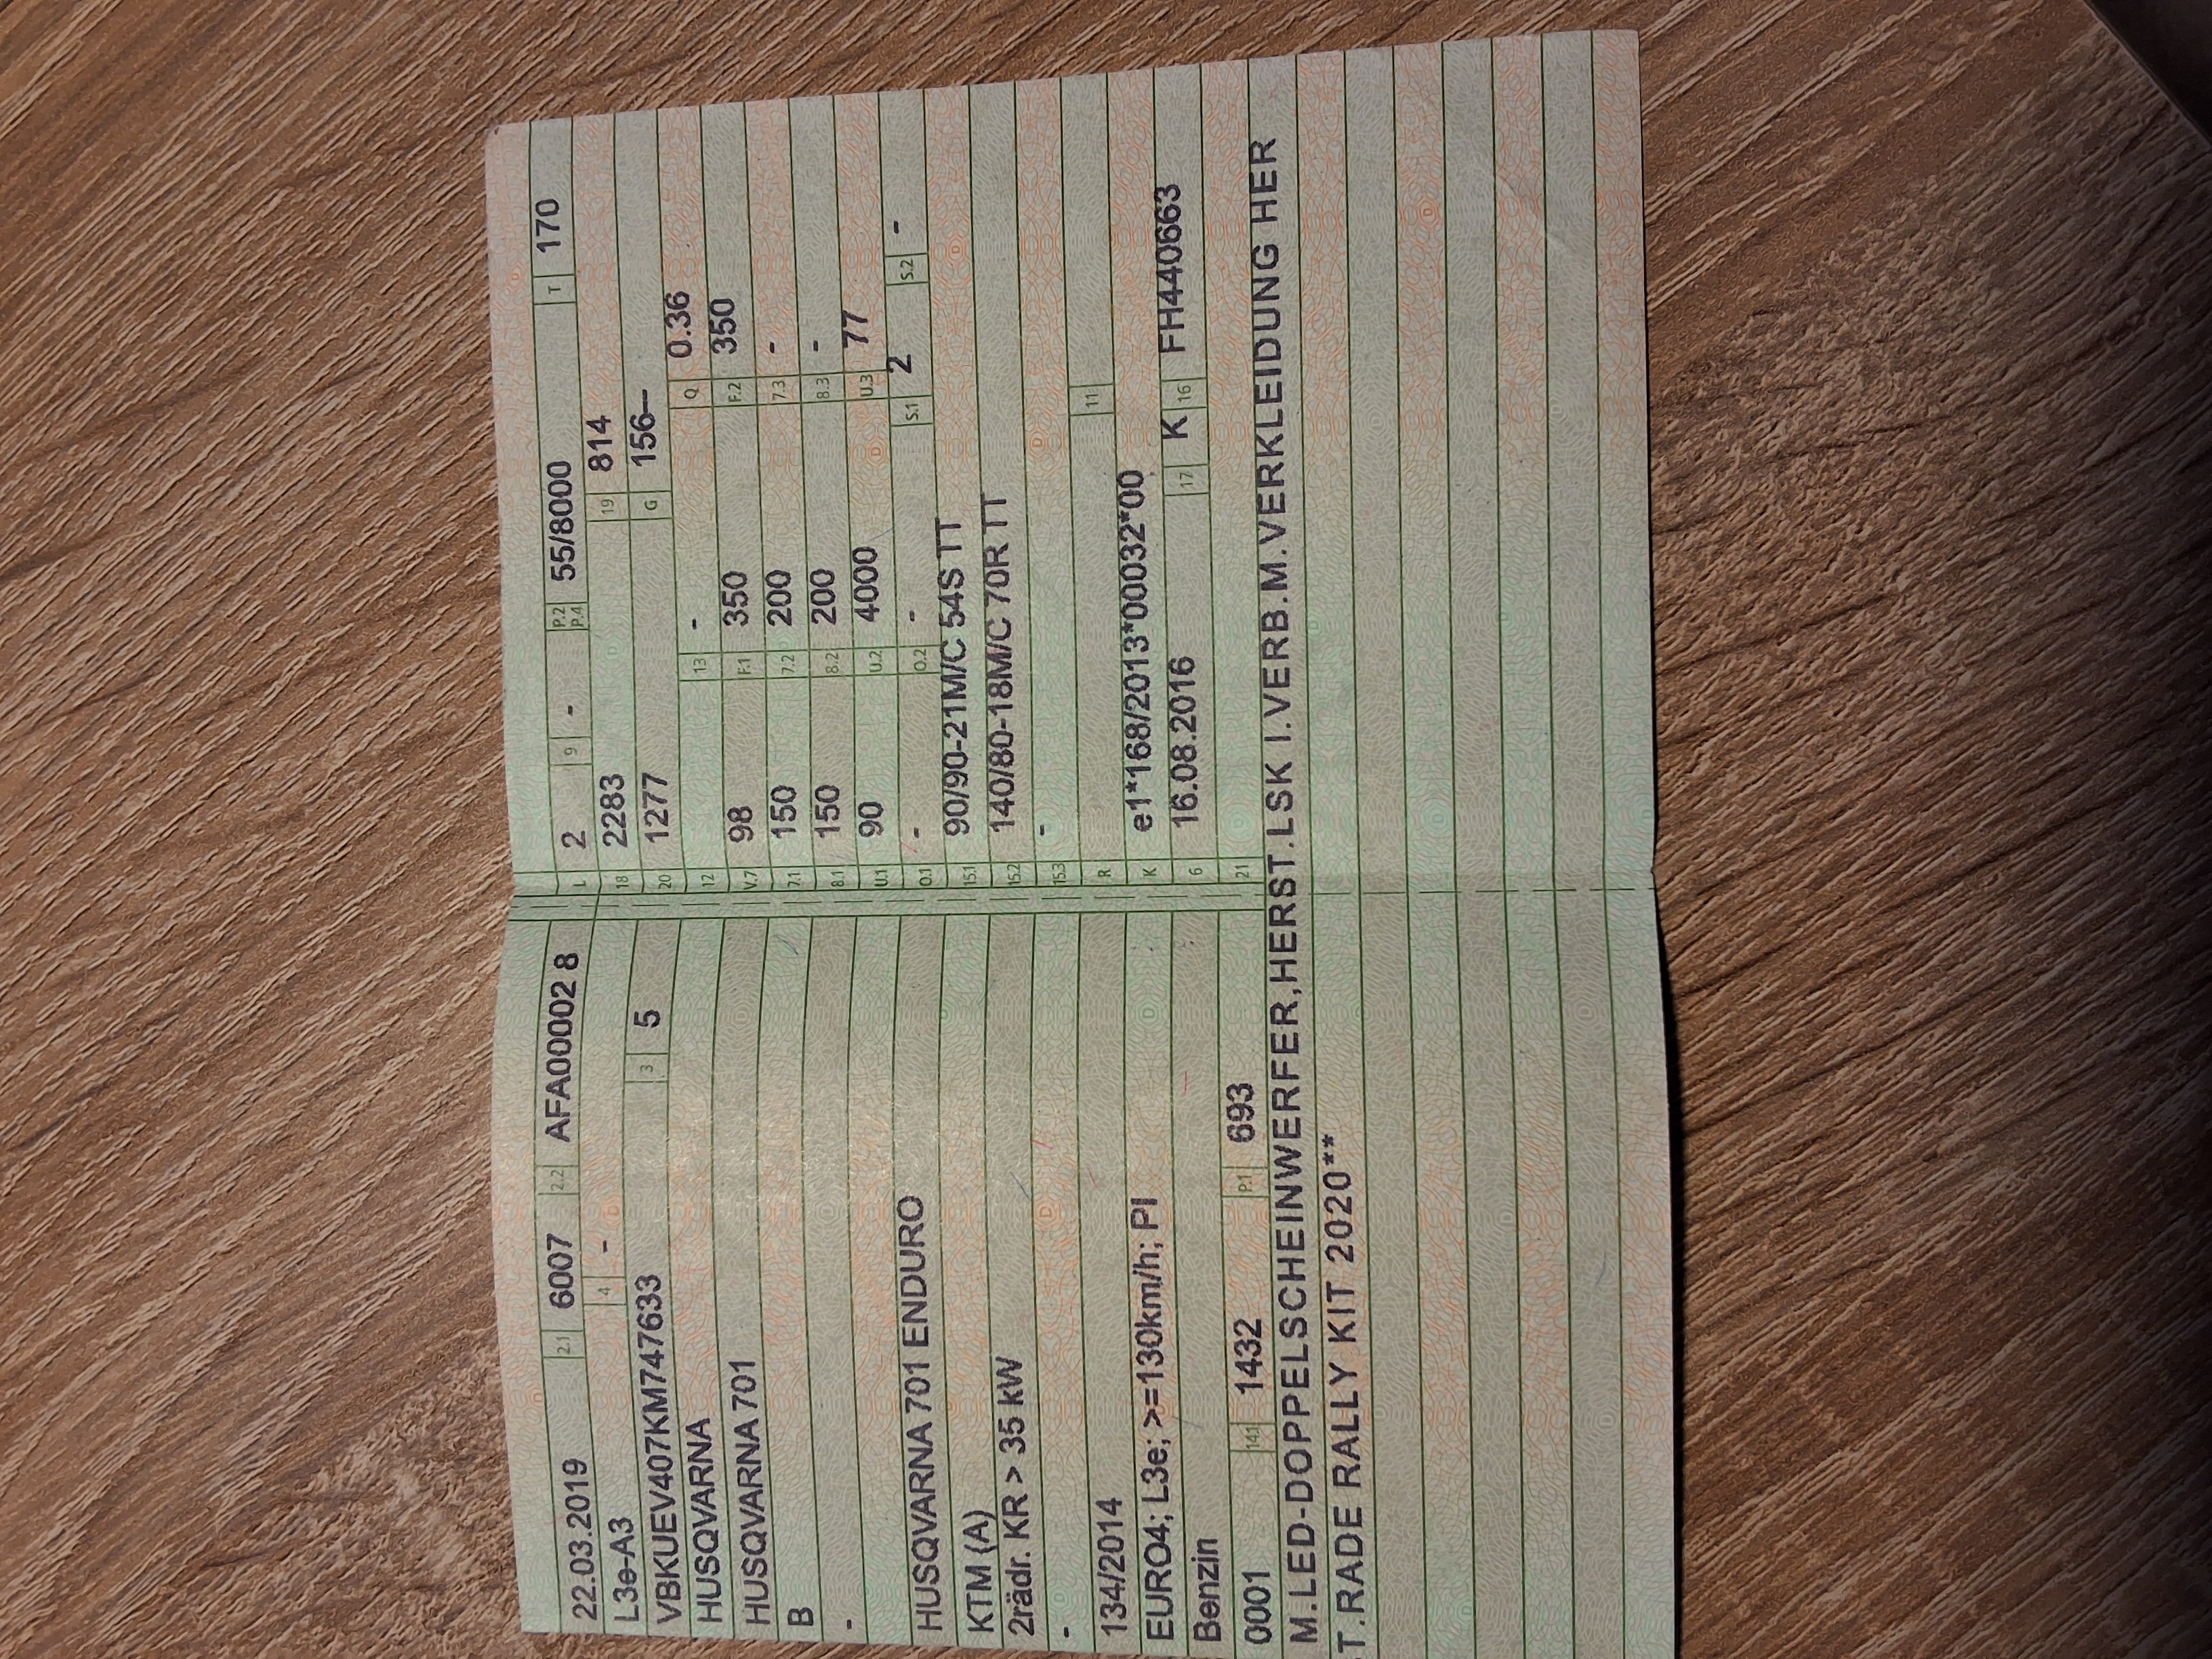 22.03.2019 2.1 6007 2.2 AFA00002 8
L3e-A3 4 -
VBKUEV407KM747633 3 5
HUSQVARNA
HUSQVARNA 701
B
-
HUSQVARNA 701 ENDURO
KTM (A)
2rädr. KR > 35 kW
-
134/2014
EURO4; L3e; >=130km/h; PI
Benzin
0001 14.1 1432 P.1 693
L 2 9 - P.2 P.4 55/8000 T 170
18 2283 19 814
20 1277 G 156--
12 13 - Q 0.36
V.7 98 F.1 350 F.2 350
7.1 150 7.2 200 7.3 -
8.1 150 8.2 200 8.3 -
U.1 90 U.2 4000 U.3 77
O.1 - O.2 - S.1 2 S.2 -
15.1 90/90-21M/C 54S TT
15.2 140/80-18M/C 70R TT
15.3 -
R 11
K e1*168/2013*00032*00
6 16.08.2016 17 K 16 FH440663
21
M.LED-DOPPELSCHEINWERFER,HERST.LSK I.VERB.M.VERKLEIDUNG HER
T.RADE RALLY KIT 2020**